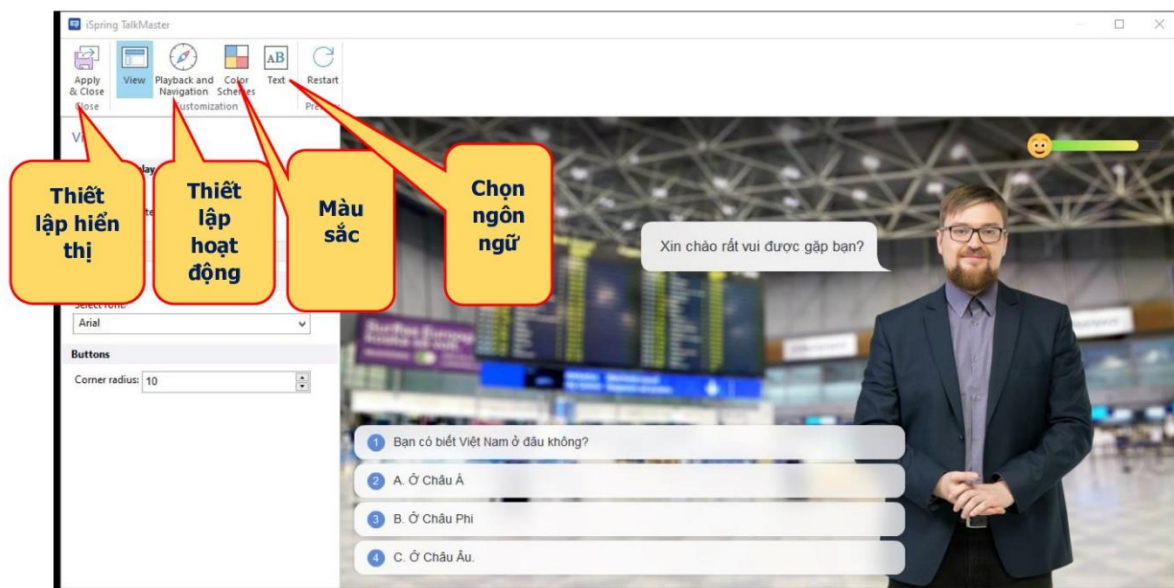 iSpring TalkMaster
Apply
& Close
View
Playback and
Navigation
Color
Schemes
Text
Restart
Close
Customization
Thiết
lập hiển
thị
Thiết
lập
hoạt
động
Màu
sắc
Chọn
ngôn
ngữ
Xin chào rất vui được gặp bạn?
Select font:
Arial
Buttons
Corner radius: 10
1 Bạn có biết Việt Nam ở đâu không?
2 A. Ở Châu Á
3 B. Ở Châu Phi
4 C. Ở Châu Âu.